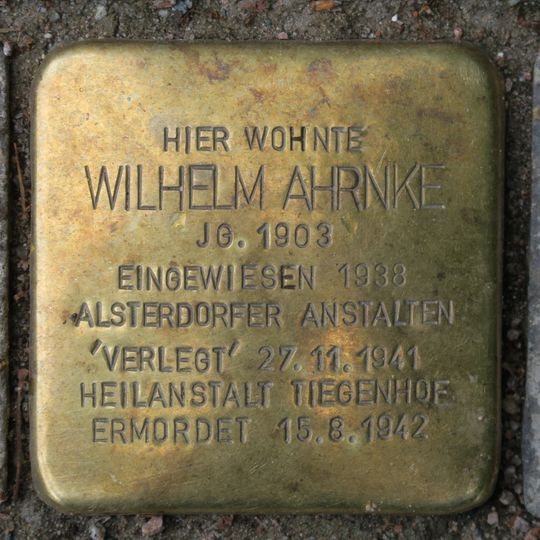 HIER WOHNTE
WILHELM AHRNKE
JG. 1903
EINGEWIESEN 1938
ALSTERDORFER ANSTALTEN
'VERLEGT' 27.11.1941
HEILANSTALT TIEGENHOF
ERMORDET 15.8.1942